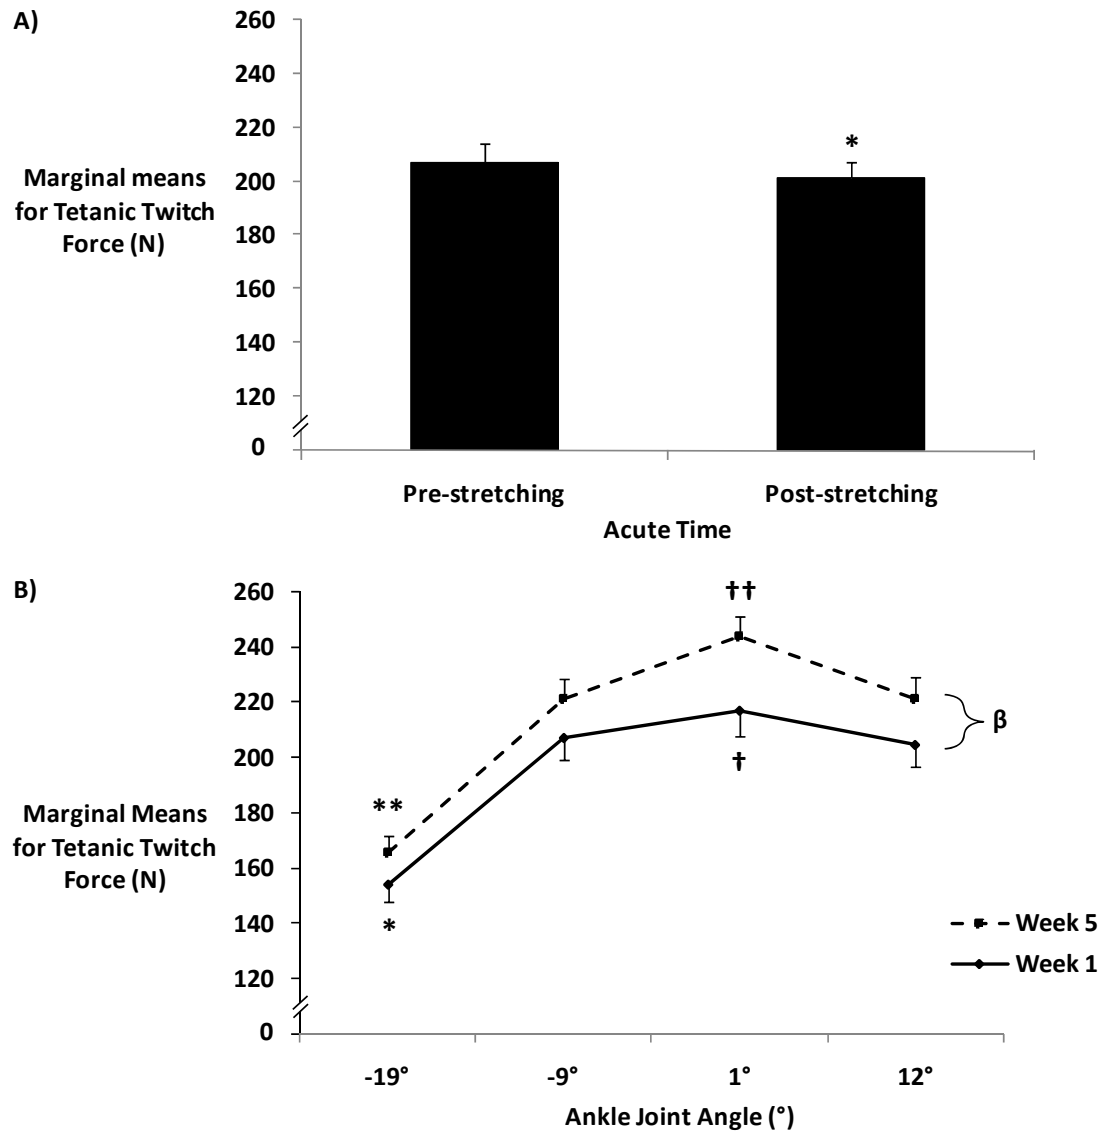 A)
260
240
220
200
180
160
140
120
0
Marginal means
for Tetanic Twitch
Force (N)
*
Pre-stretching
Post-stretching
Acute Time
B)
260
240
220
200
180
160
140
120
0
Marginal Means
for Tetanic Twitch
Force (N)
††
β
†
**
*
Week 5
Week 1
-19°
-9°
1°
12°
Ankle Joint Angle (°)